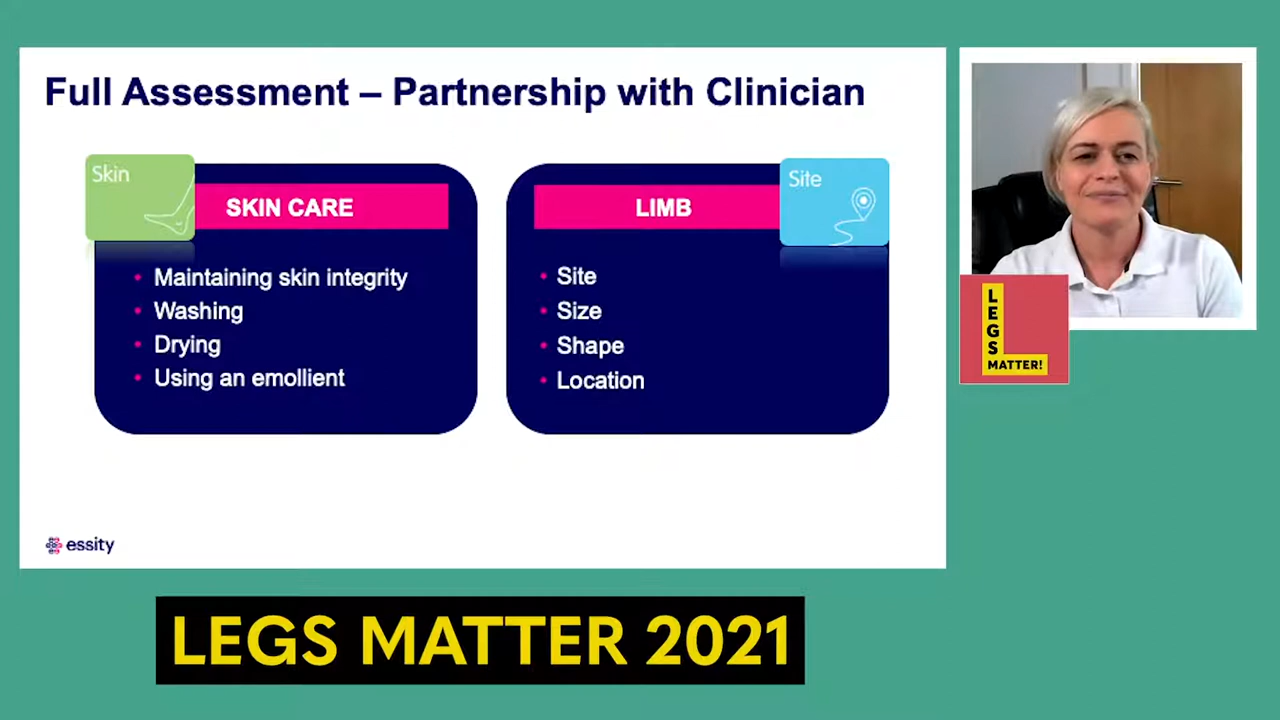 Full Assessment – Partnership with Clinician
Skin
SKIN CARE
• Maintaining skin integrity
• Washing
• Drying
• Using an emollient
LIMB
Site
• Site
• Size
• Shape
• Location
essity
LEGS
MATTER!
LEGS MATTER 2021